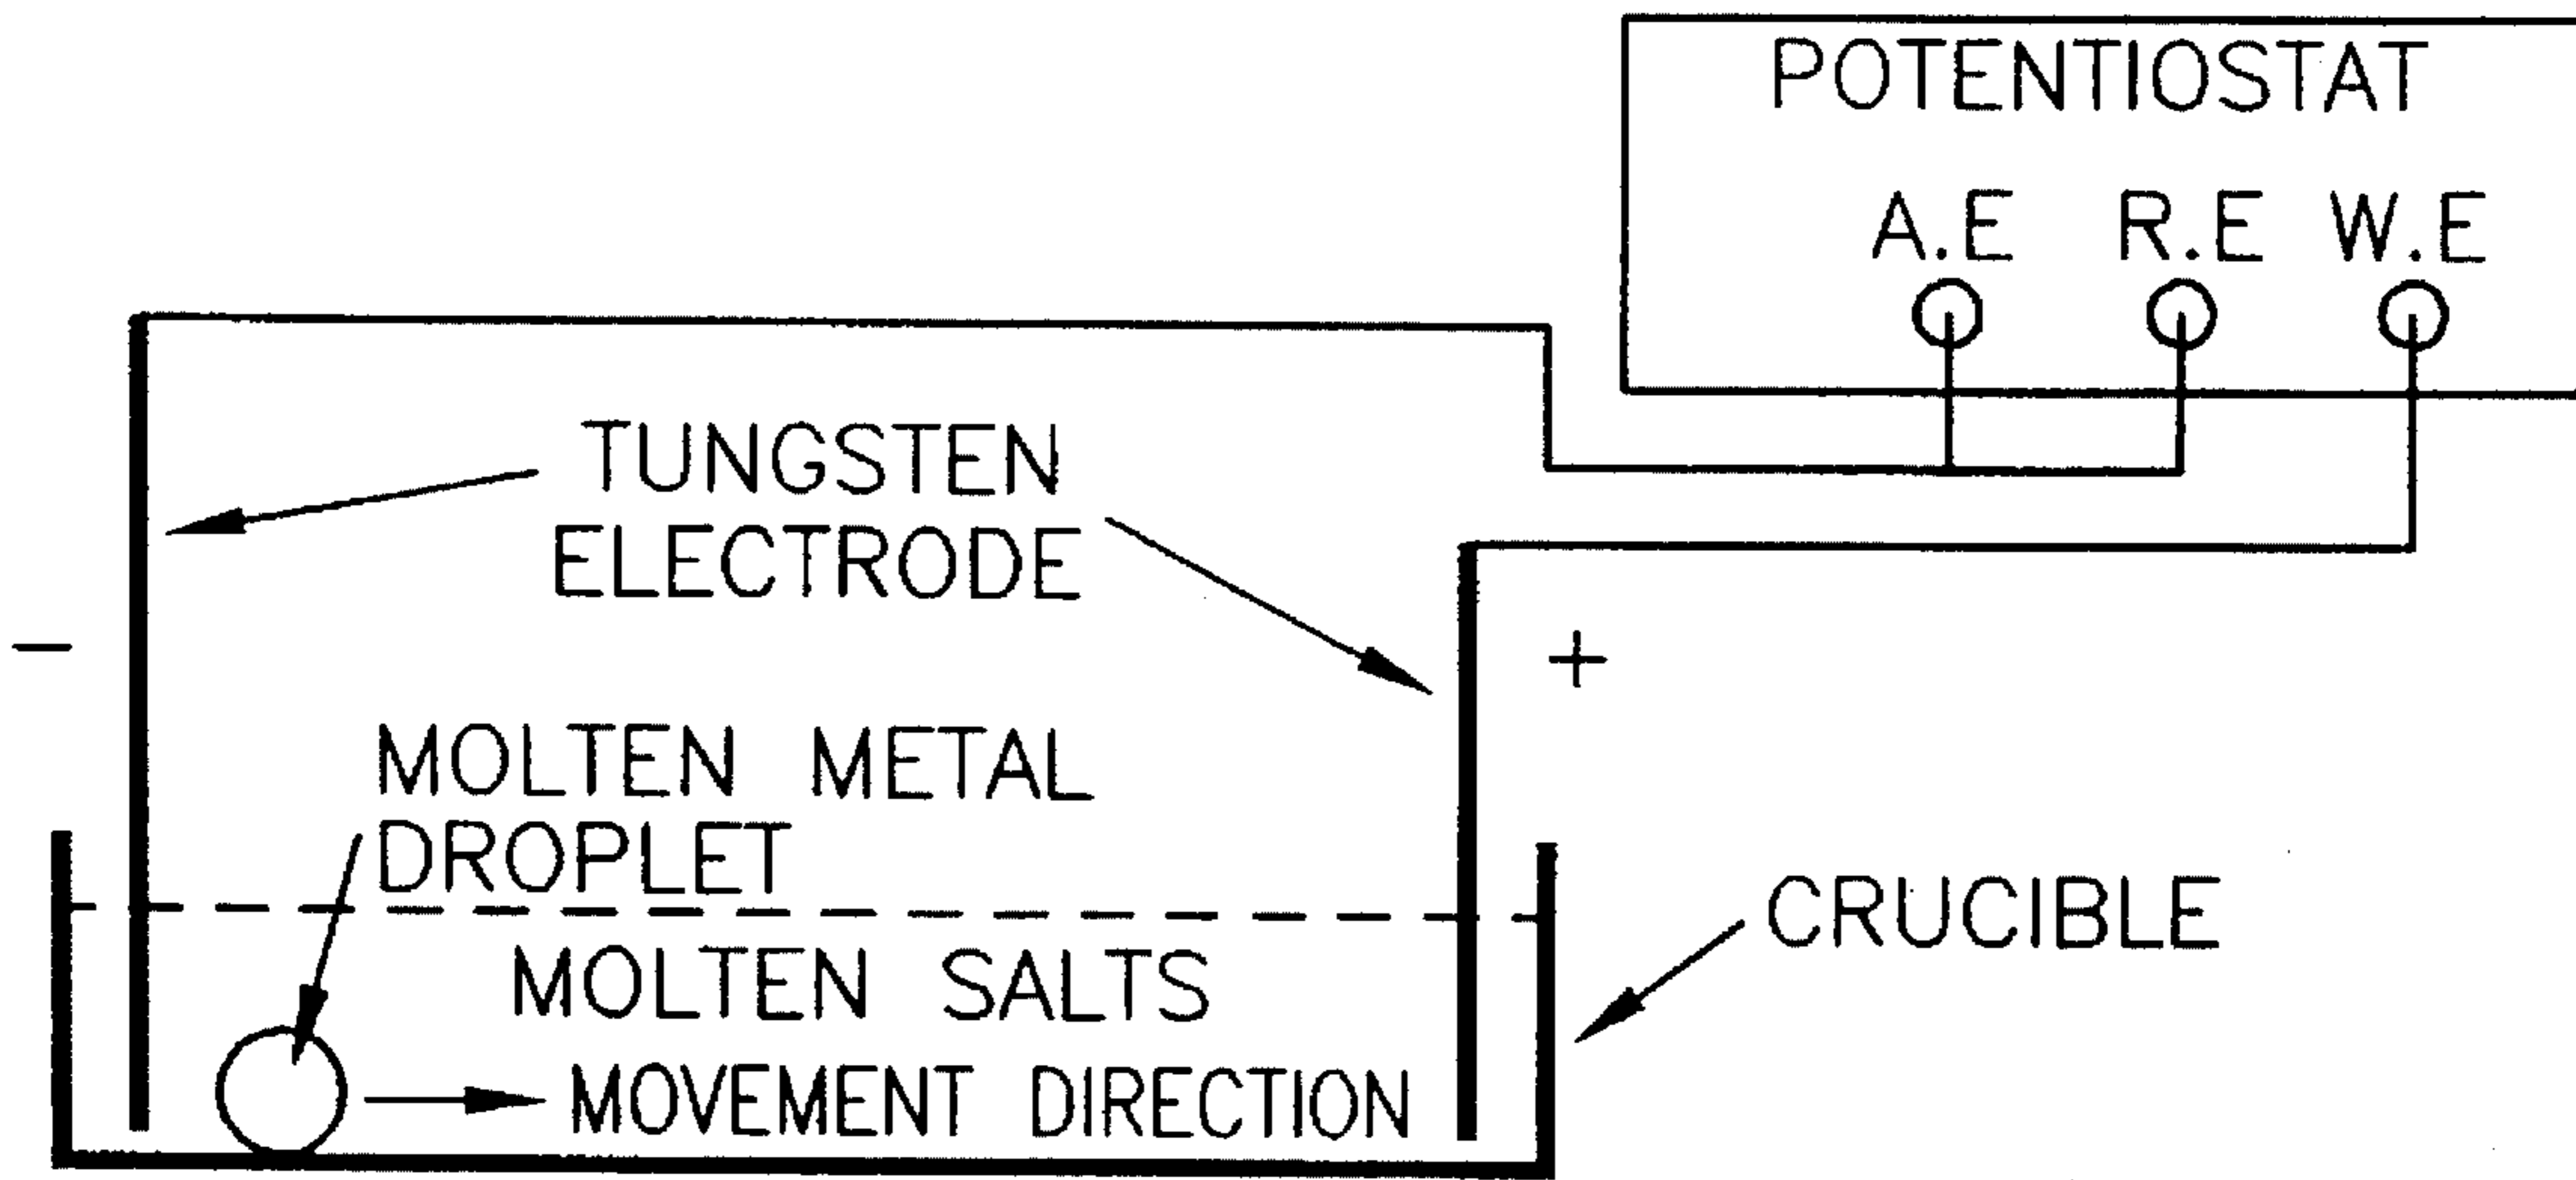 POTENTIOSTAT
A.E R.E W.E
TUNGSTEN
ELECTRODE
− +
MOLTEN METAL
DROPLET
MOLTEN SALTS
CRUCIBLE
MOVEMENT DIRECTION